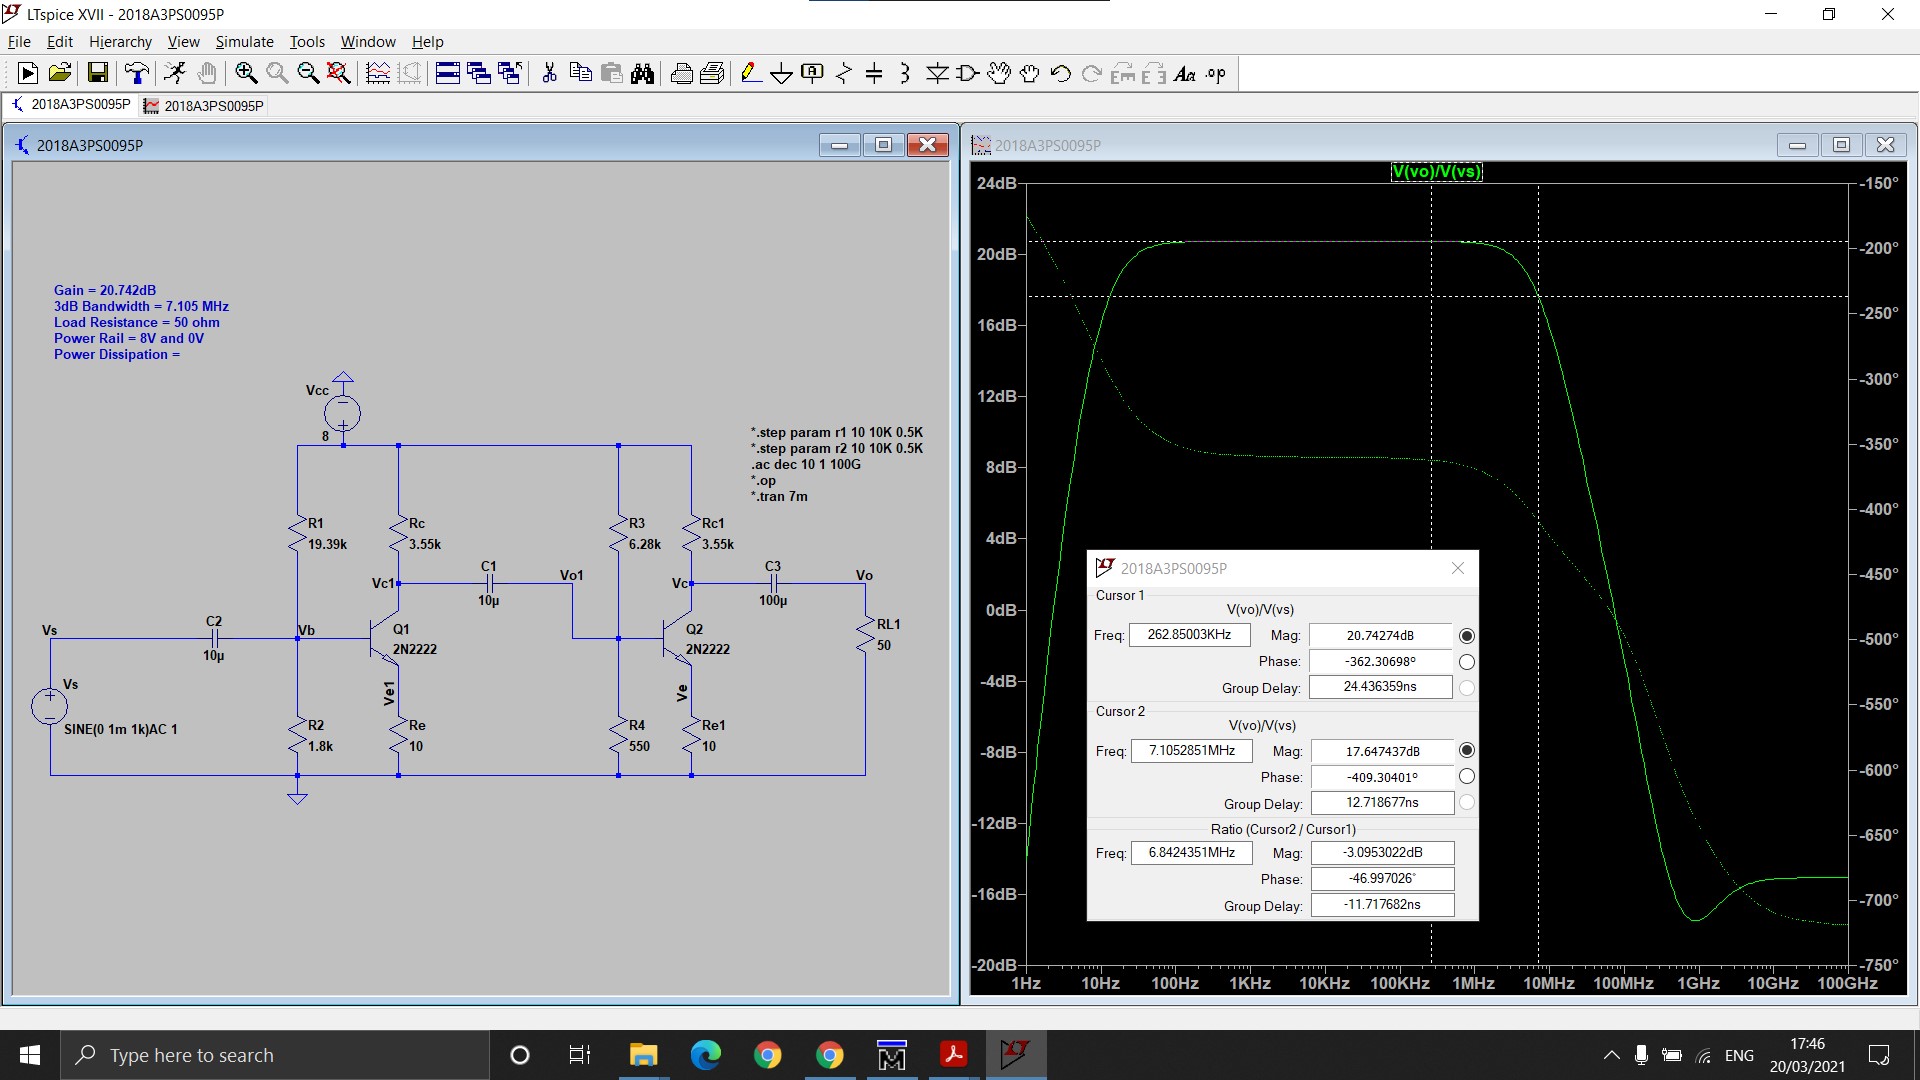 LTspice XVII - 2018A3PS0095P
File Edit Hierarchy View Simulate Tools Window Help
2018A3PS0095P 2018A3PS0095P
2018A3PS0095P
Gain = 20.742dB
3dB Bandwidth = 7.105 MHz
Load Resistance = 50 ohm
Power Rail = 8V and 0V
Power Dissipation =
Vcc
8
*.step param r1 10 10K 0.5K
*.step param r2 10 10K 0.5K
.ac dec 10 1 100G
*.op
*.tran 7m
R1
19.39k
Rc
3.55k
R3
6.28k
Rc1
3.55k
Vc1
C1
10µ
Vo1
Vc
C3
100µ
Vo
Vs
C2
10µ
Vb
Q1
2N2222
Q2
2N2222
RL1
50
Vs
SINE(0 1m 1k)AC 1
Ve1
Ve
R2
1.8k
Re
10
R4
550
Re1
10
2018A3PS0095P
V(vo)/V(vs)
24dB
20dB
16dB
12dB
8dB
4dB
0dB
-4dB
-8dB
-12dB
-16dB
-20dB
-150°
-200°
-250°
-300°
-350°
-400°
-450°
-500°
-550°
-600°
-650°
-700°
-750°
1Hz 10Hz 100Hz 1KHz 10KHz 100KHz 1MHz 10MHz 100MHz 1GHz 10GHz 100GHz
2018A3PS0095P
Cursor 1
V(vo)/V(vs)
Freq: 262.85003KHz Mag: 20.74274dB
Phase: -362.30698°
Group Delay: 24.436359ns
Cursor 2
V(vo)/V(vs)
Freq: 7.1052851MHz Mag: 17.647437dB
Phase: -409.30401°
Group Delay: 12.718677ns
Ratio (Cursor2 / Cursor1)
Freq: 6.8424351MHz Mag: -3.0953022dB
Phase: -46.997026°
Group Delay: -11.717682ns
Type here to search
ENG
17:46
20/03/2021